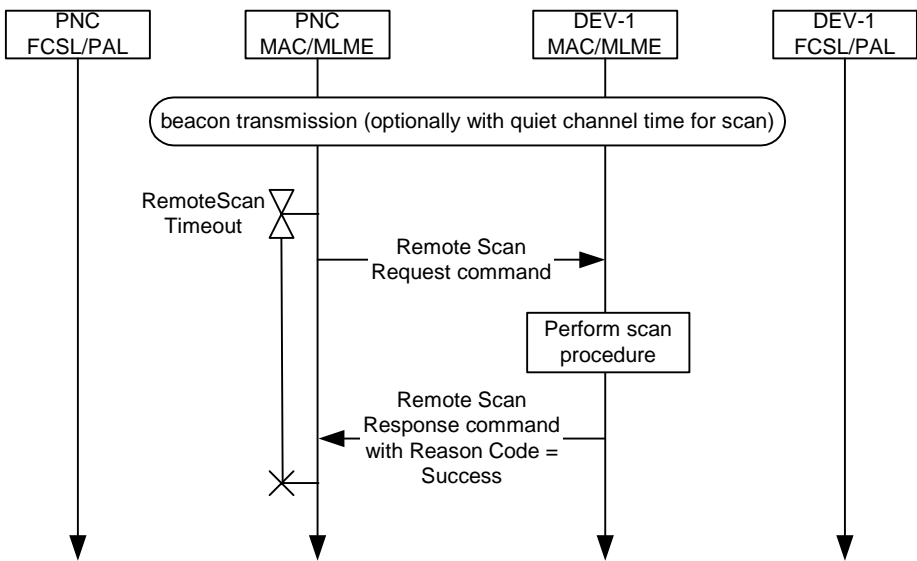 PNC
FCSL/PAL
PNC
MAC/MLME
DEV-1
MAC/MLME
DEV-1
FCSL/PAL
beacon transmission (optionally with quiet channel time for scan)
RemoteScan
Timeout
Remote Scan
Request command
Perform scan
procedure
Remote Scan
Response command
with Reason Code =
Success